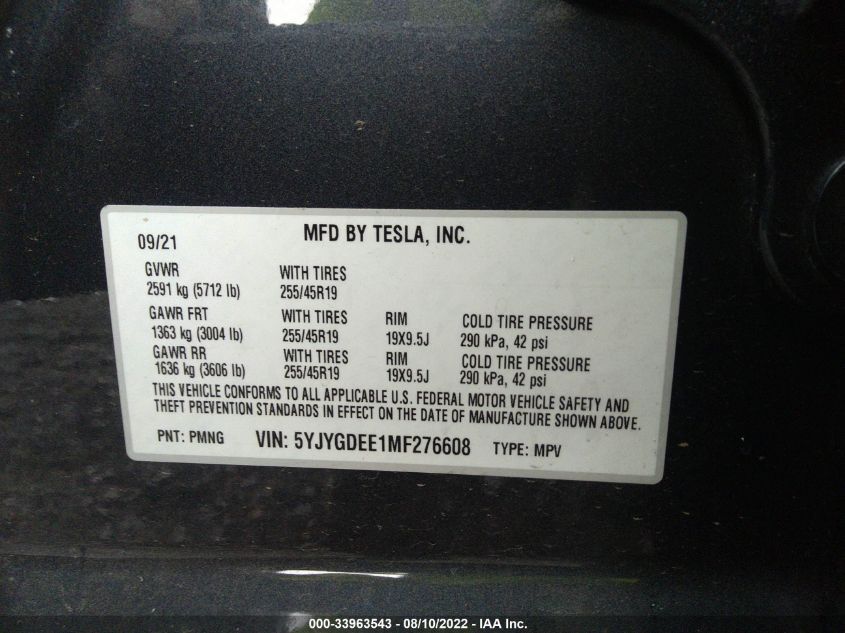 MFD BY TESLA, INC.
09/21
GVWR WITH TIRES
2591 kg (5712 lb) 255/45R19
GAWR FRT WITH TIRES RIM COLD TIRE PRESSURE
1363 kg (3004 lb) 255/45R19 19X9.5J 290 kPa, 42 psi
GAWR RR WITH TIRES RIM COLD TIRE PRESSURE
1636 kg (3606 lb) 255/45R19 19X9.5J 290 kPa, 42 psi
THIS VEHICLE CONFORMS TO ALL APPLICABLE U.S. FEDERAL MOTOR VEHICLE SAFETY AND
THEFT PREVENTION STANDARDS IN EFFECT ON THE DATE OF MANUFACTURE SHOWN ABOVE.
PNT: PMNG VIN: 5YJYGDEE1MF276608 TYPE: MPV
000-33963543 - 08/10/2022 - IAA Inc.